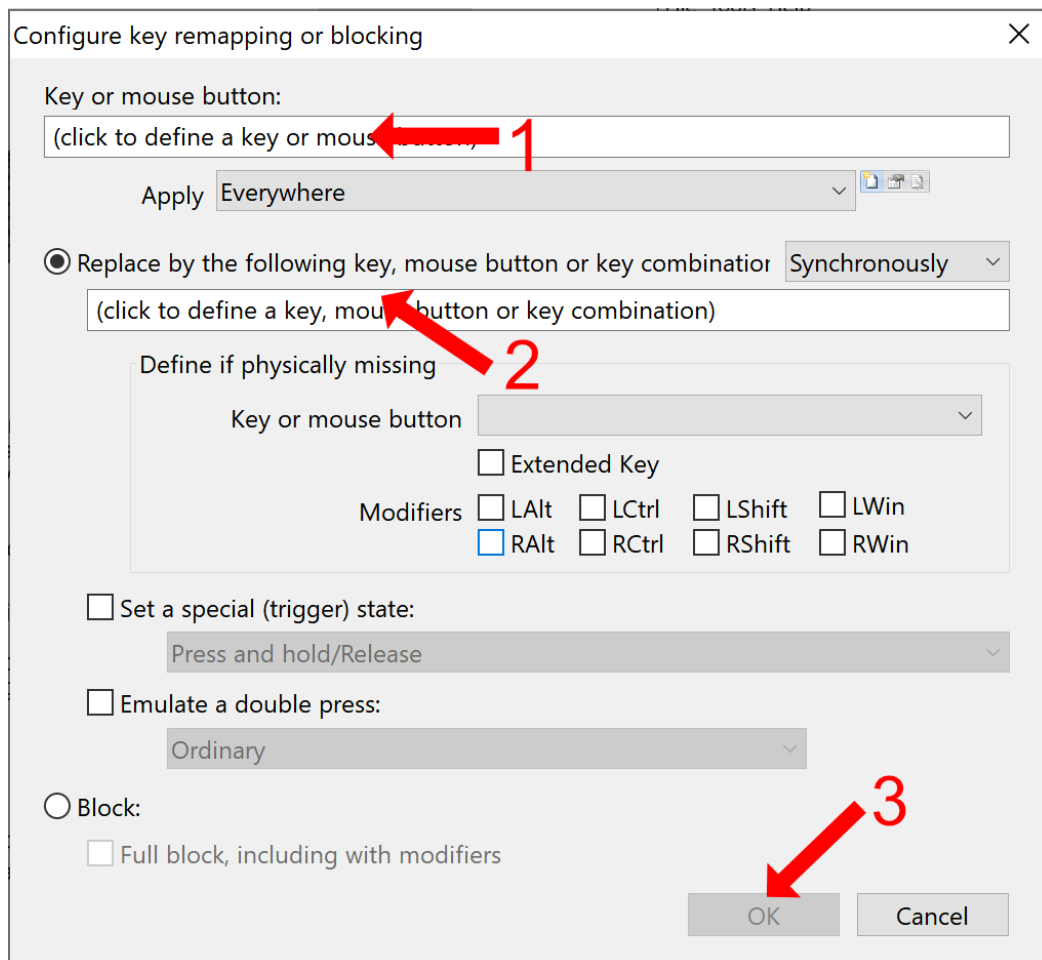 Configure key remapping or blocking
Key or mouse button:
(click to define a key or mouse button)
1
Apply Everywhere
Replace by the following key, mouse button or key combination Synchronously
(click to define a key, mouse button or key combination)
2
Define if physically missing
Key or mouse button
Extended Key
Modifiers LAlt LCtrl LShift LWin
RAlt RCtrl RShift RWin
Set a special (trigger) state:
Press and hold/Release
Emulate a double press:
Ordinary
Block:
3
Full block, including with modifiers
OK Cancel